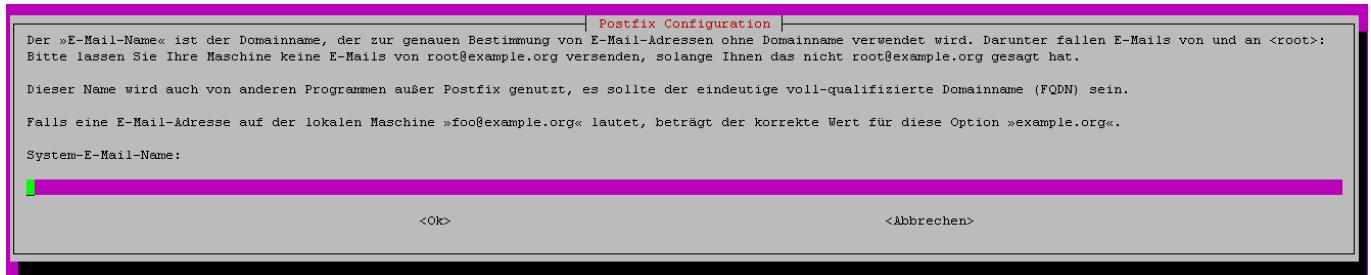 Postfix Configuration
Der »E-Mail-Name« ist der Domainname, der zur genauen Bestimmung von E-Mail-Adressen ohne Domainname verwendet wird. Darunter fallen E-Mails von und an <root>:
Bitte lassen Sie Ihre Maschine keine E-Mails von root@example.org versenden, solange Ihnen das nicht root@example.org gesagt hat.
Dieser Name wird auch von anderen Programmen außer Postfix genutzt, es sollte der eindeutige voll-qualifizierte Domainname (FQDN) sein.
Falls eine E-Mail-Adresse auf der lokalen Maschine »foo@example.org« lautet, beträgt der korrekte Wert für diese Option »example.org«.
System-E-Mail-Name:
<Ok> <Abbrechen>